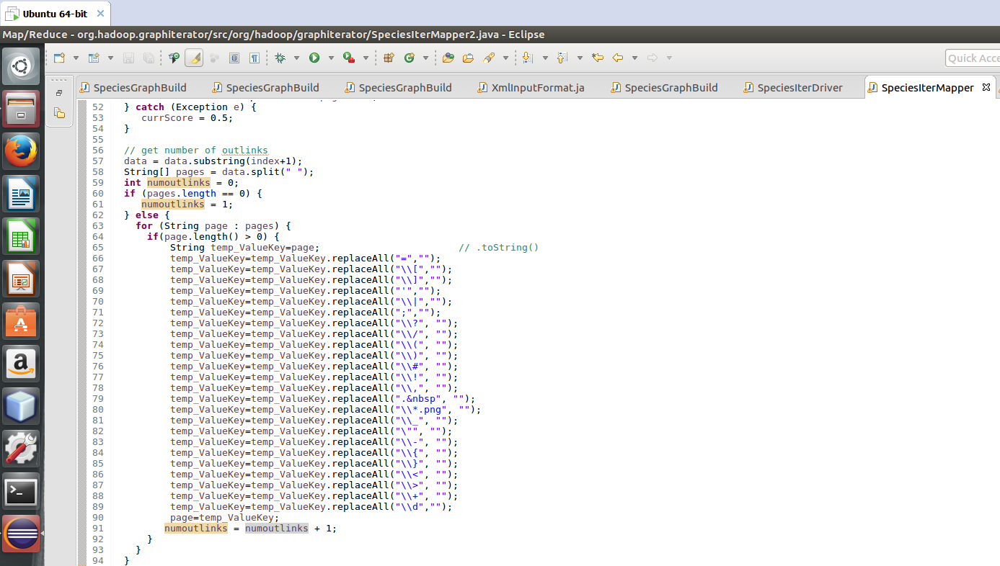 Ubuntu 64-bit
Map/Reduce - org.hadoop.graphiterator/src/org/hadoop/graphiterator/SpeciesIterMapper2.java - Eclipse
Quick Acce
SpeciesGraphBuild SpeciesGraphBuild SpeciesGraphBuild XmlInputFormat.ja SpeciesGraphBuild SpeciesIterDriver SpeciesIterMapper
52 } catch (Exception e) {
53 currScore = 0.5;
54 }
55
56 // get number of outlinks
57 data = data.substring(index+1);
58 String[] pages = data.split(" ");
59 int numoutlinks = 0;
60 if (pages.length == 0) {
61 numoutlinks = 1;
62 } else {
63 for (String page : pages) {
64 if(page.length() > 0) {
65 String temp_ValueKey=page; // .toString()
66 temp_ValueKey=temp_ValueKey.replaceAll("=","");
67 temp_ValueKey=temp_ValueKey.replaceAll("\\[","");
68 temp_ValueKey=temp_ValueKey.replaceAll("\\]","");
69 temp_ValueKey=temp_ValueKey.replaceAll("'","");
70 temp_ValueKey=temp_ValueKey.replaceAll("\\|","");
71 temp_ValueKey=temp_ValueKey.replaceAll(";","");
72 temp_ValueKey=temp_ValueKey.replaceAll("\\?", "");
73 temp_ValueKey=temp_ValueKey.replaceAll("\\/", "");
74 temp_ValueKey=temp_ValueKey.replaceAll("\\(", "");
75 temp_ValueKey=temp_ValueKey.replaceAll("\\)", "");
76 temp_ValueKey=temp_ValueKey.replaceAll("\\#", "");
77 temp_ValueKey=temp_ValueKey.replaceAll("\\!", "");
78 temp_ValueKey=temp_ValueKey.replaceAll("\\,", "");
79 temp_ValueKey=temp_ValueKey.replaceAll(".&nbsp", "");
80 temp_ValueKey=temp_ValueKey.replaceAll("\\*.png", "");
81 temp_ValueKey=temp_ValueKey.replaceAll("\\_", "");
82 temp_ValueKey=temp_ValueKey.replaceAll("\"", "");
83 temp_ValueKey=temp_ValueKey.replaceAll("\\-", "");
84 temp_ValueKey=temp_ValueKey.replaceAll("\\{", "");
85 temp_ValueKey=temp_ValueKey.replaceAll("\\}", "");
86 temp_ValueKey=temp_ValueKey.replaceAll("\\<", "");
87 temp_ValueKey=temp_ValueKey.replaceAll("\\>", "");
88 temp_ValueKey=temp_ValueKey.replaceAll("\\+", "");
89 temp_ValueKey=temp_ValueKey.replaceAll("\\d","");
90 page=temp_ValueKey;
91 numoutlinks = numoutlinks + 1;
92 }
93 }
94 }